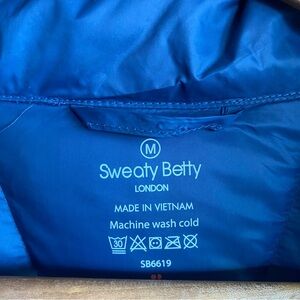 M
Sweaty Betty
LONDON
MADE IN VIETNAM
Machine wash cold
30
SB6619